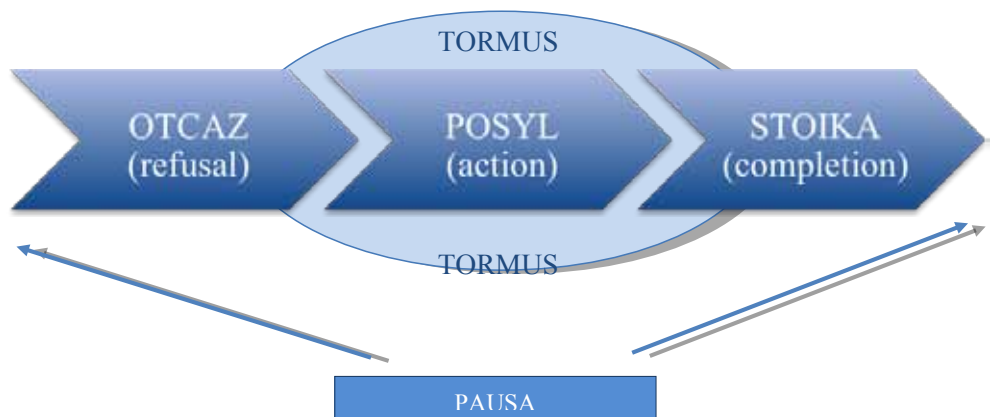 TORMUS
OTCAZ
(refusal)
POSYL
(action)
STOIKA
(completion)
TORMUS
PAUSA